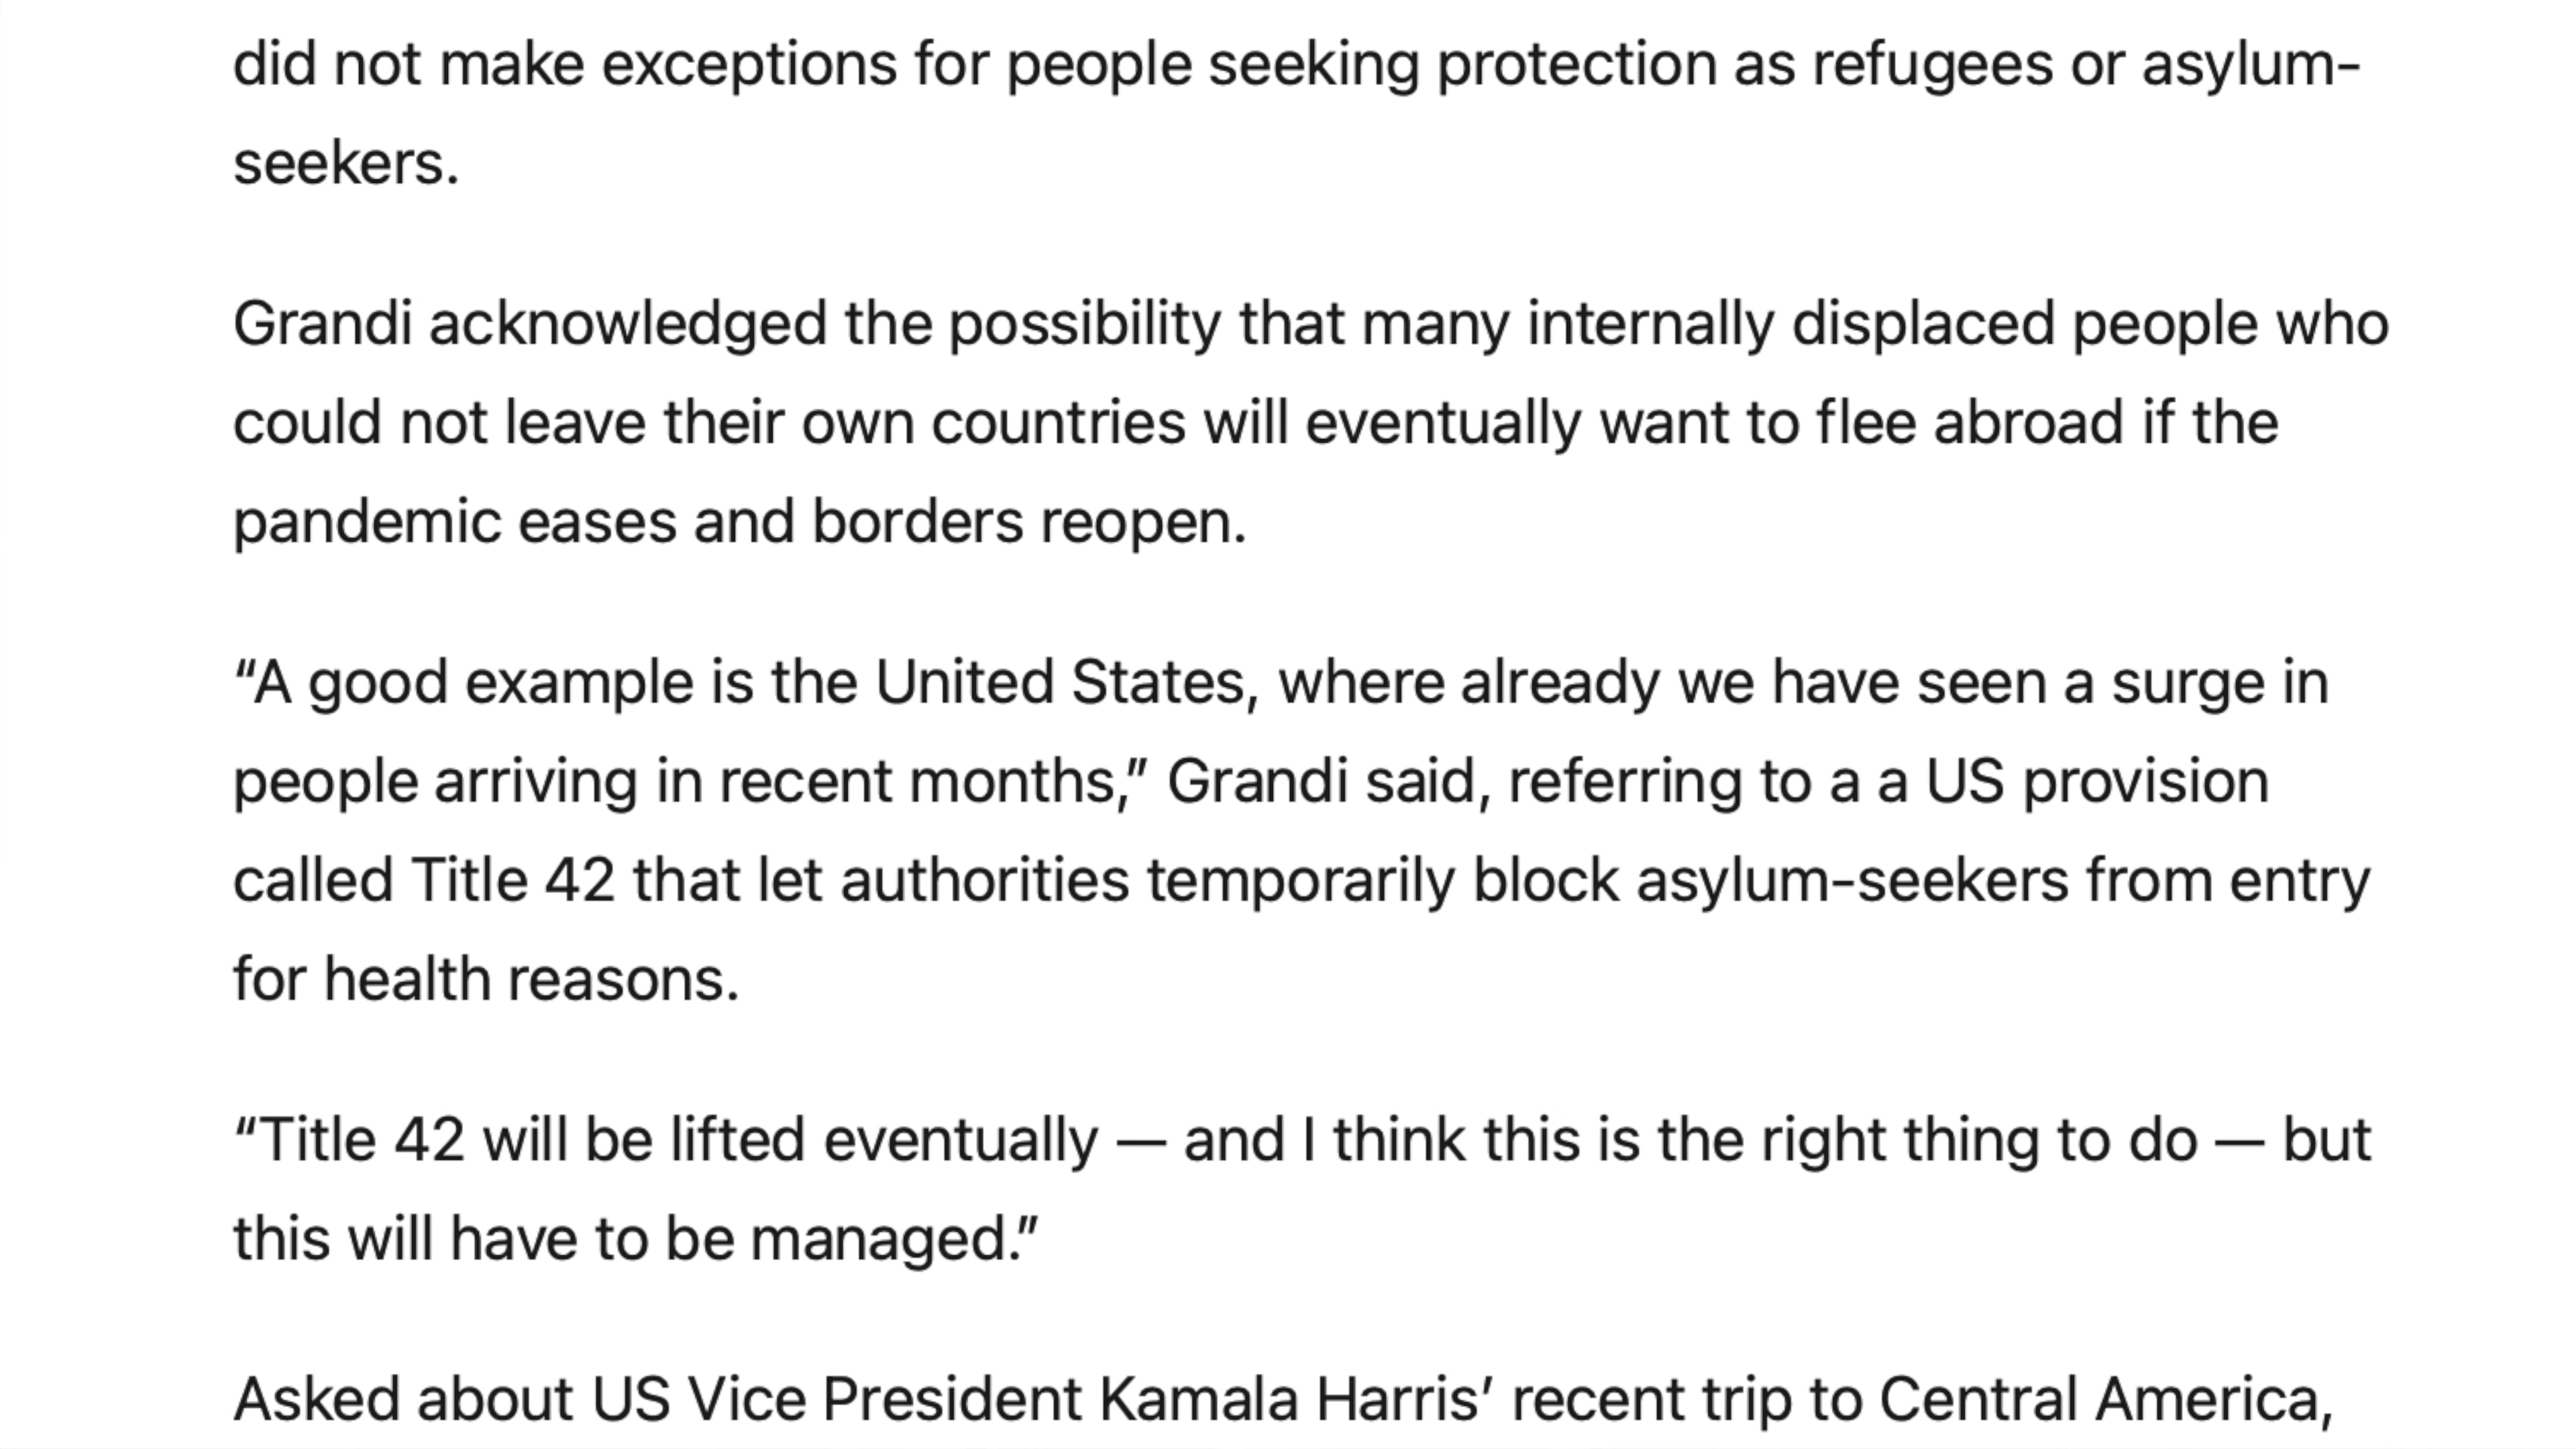 did not make exceptions for people seeking protection as refugees or asylum-
seekers.
Grandi acknowledged the possibility that many internally displaced people who
could not leave their own countries will eventually want to flee abroad if the
pandemic eases and borders reopen.
“A good example is the United States, where already we have seen a surge in
people arriving in recent months,” Grandi said, referring to a a US provision
called Title 42 that let authorities temporarily block asylum-seekers from entry
for health reasons.
“Title 42 will be lifted eventually — and I think this is the right thing to do — but
this will have to be managed.”
Asked about US Vice President Kamala Harris’ recent trip to Central America,